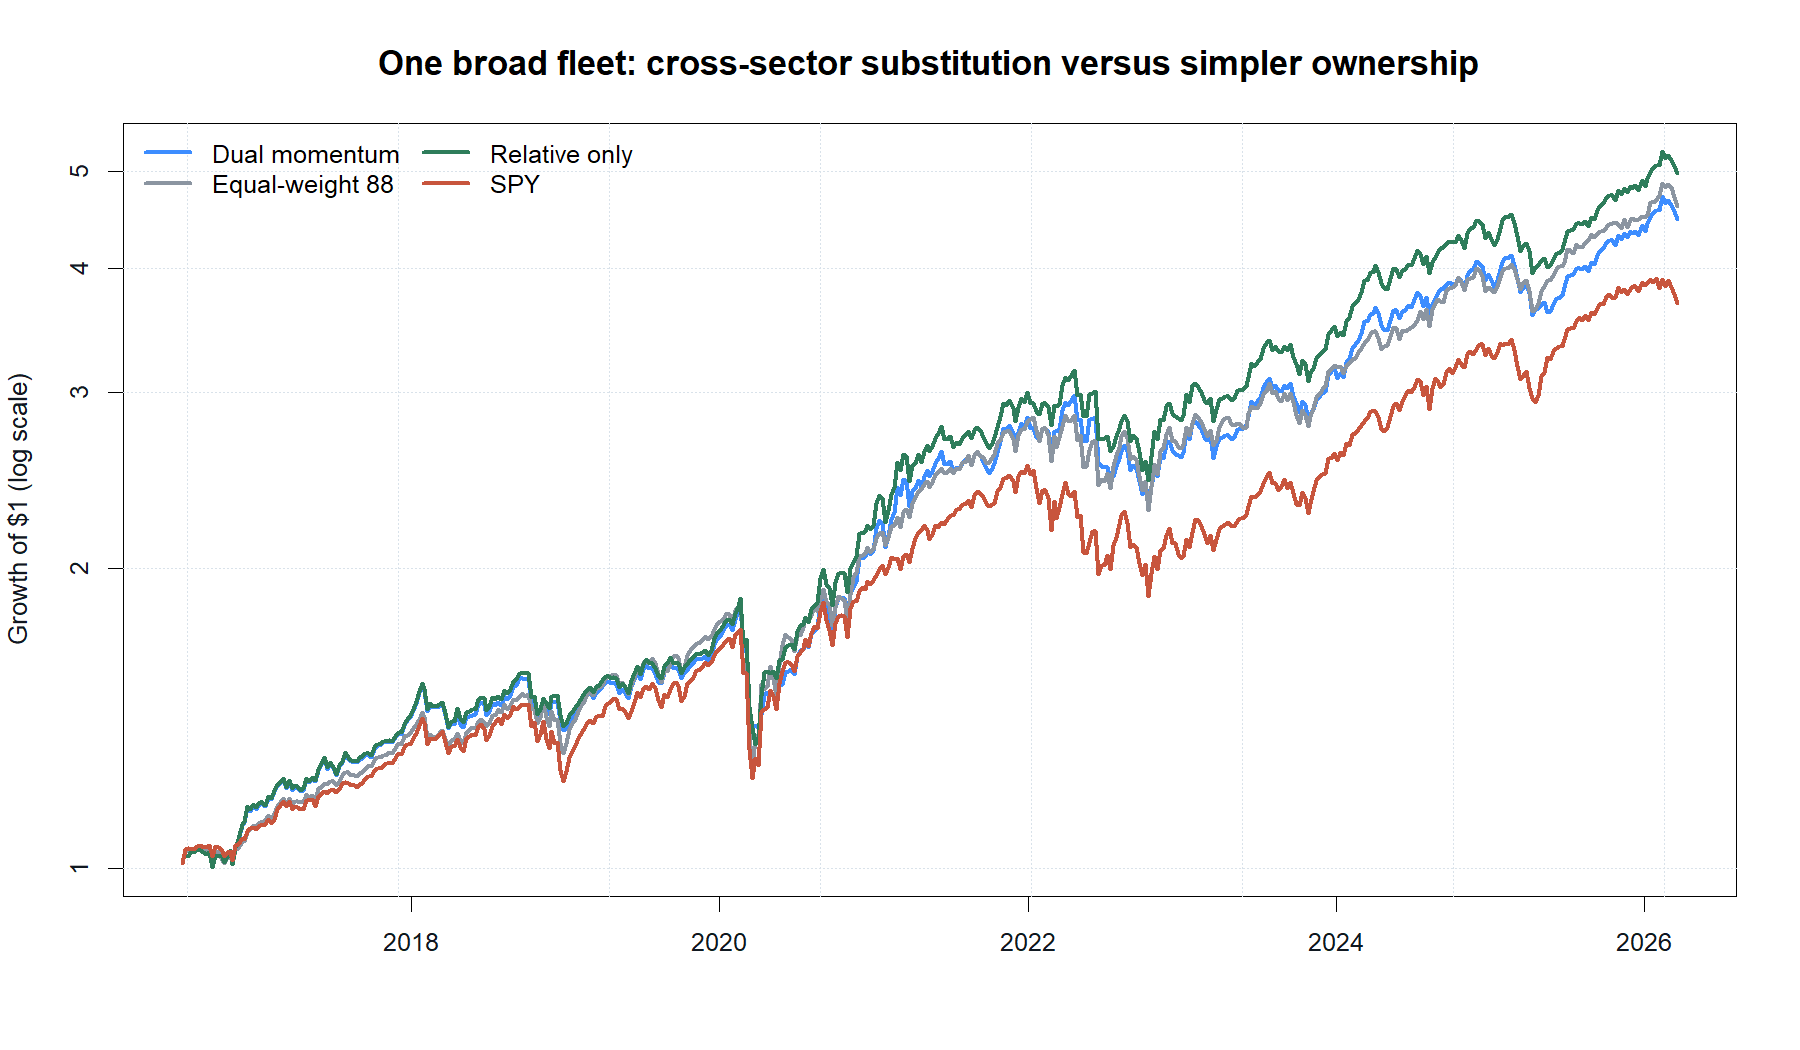 One broad fleet: cross-sector substitution versus simpler ownership
Dual momentum
Relative only
Equal-weight 88
SPY
Growth of $1 (log scale)
5
4
3
2
1
2018
2020
2022
2024
2026